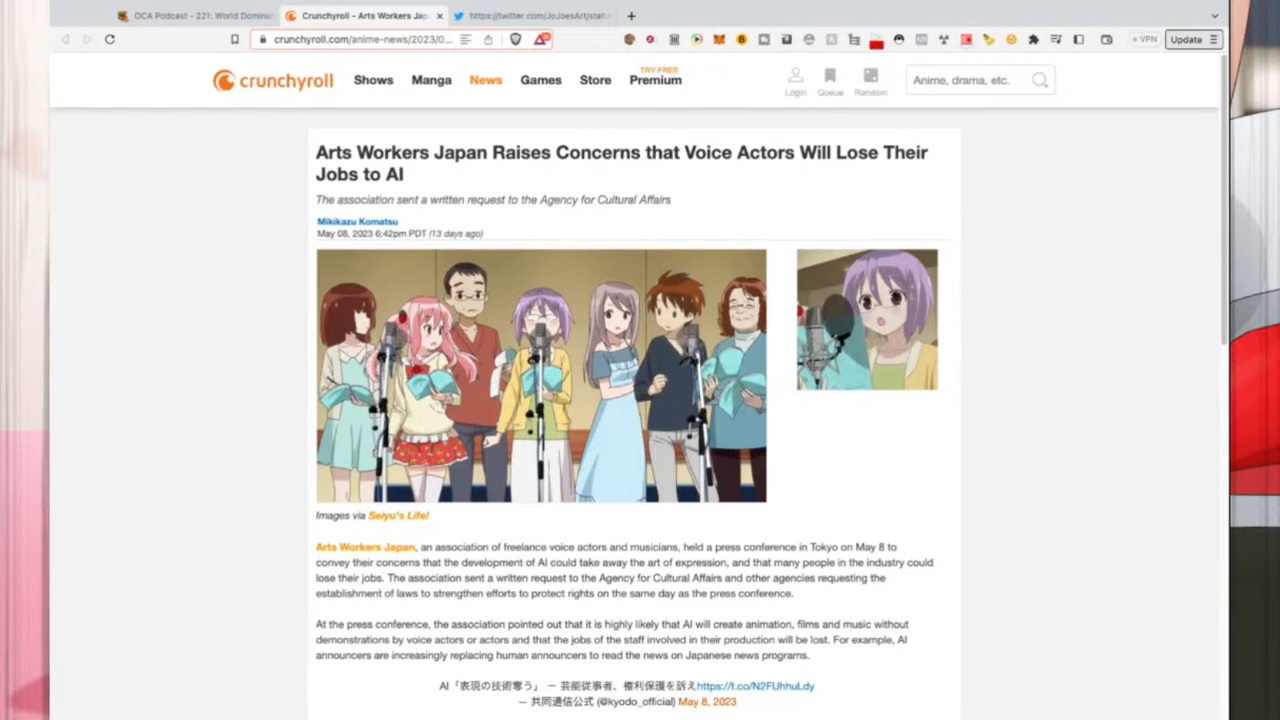 OCA Podcast - 221: World Domina
Crunchyroll - Arts Workers Jap
https://twitter.com/JoJoesArt/statu
crunchyroll.com/anime-news/2023/0...
VPN
Update
crunchyroll
Shows
Manga
News
Games
Store
TRY FREE
Premium
Login
Queue
Random
Anime, drama, etc.
Arts Workers Japan Raises Concerns that Voice Actors Will Lose Their
Jobs to AI
The association sent a written request to the Agency for Cultural Affairs
Mikikazu Komatsu
May 08, 2023 6:42pm PDT (13 days ago)
Images via Seiyu's Life!
Arts Workers Japan, an association of freelance voice actors and musicians, held a press conference in Tokyo on May 8 to
convey their concerns that the development of AI could take away the art of expression, and that many people in the industry could
lose their jobs. The association sent a written request to the Agency for Cultural Affairs and other agencies requesting the
establishment of laws to strengthen efforts to protect rights on the same day as the press conference.
At the press conference, the association pointed out that it is highly likely that AI will create animation, films and music without
demonstrations by voice actors or actors and that the jobs of the staff involved in their production will be lost. For example, AI
announcers are increasingly replacing human announcers to read the news on Japanese news programs.
AI「表現の技術奪う」 － 芸能従事者、権利保護を訴えhttps://t.co/N2FUhhuLdy
— 共同通信公式 (@kyodo_official) May 8, 2023